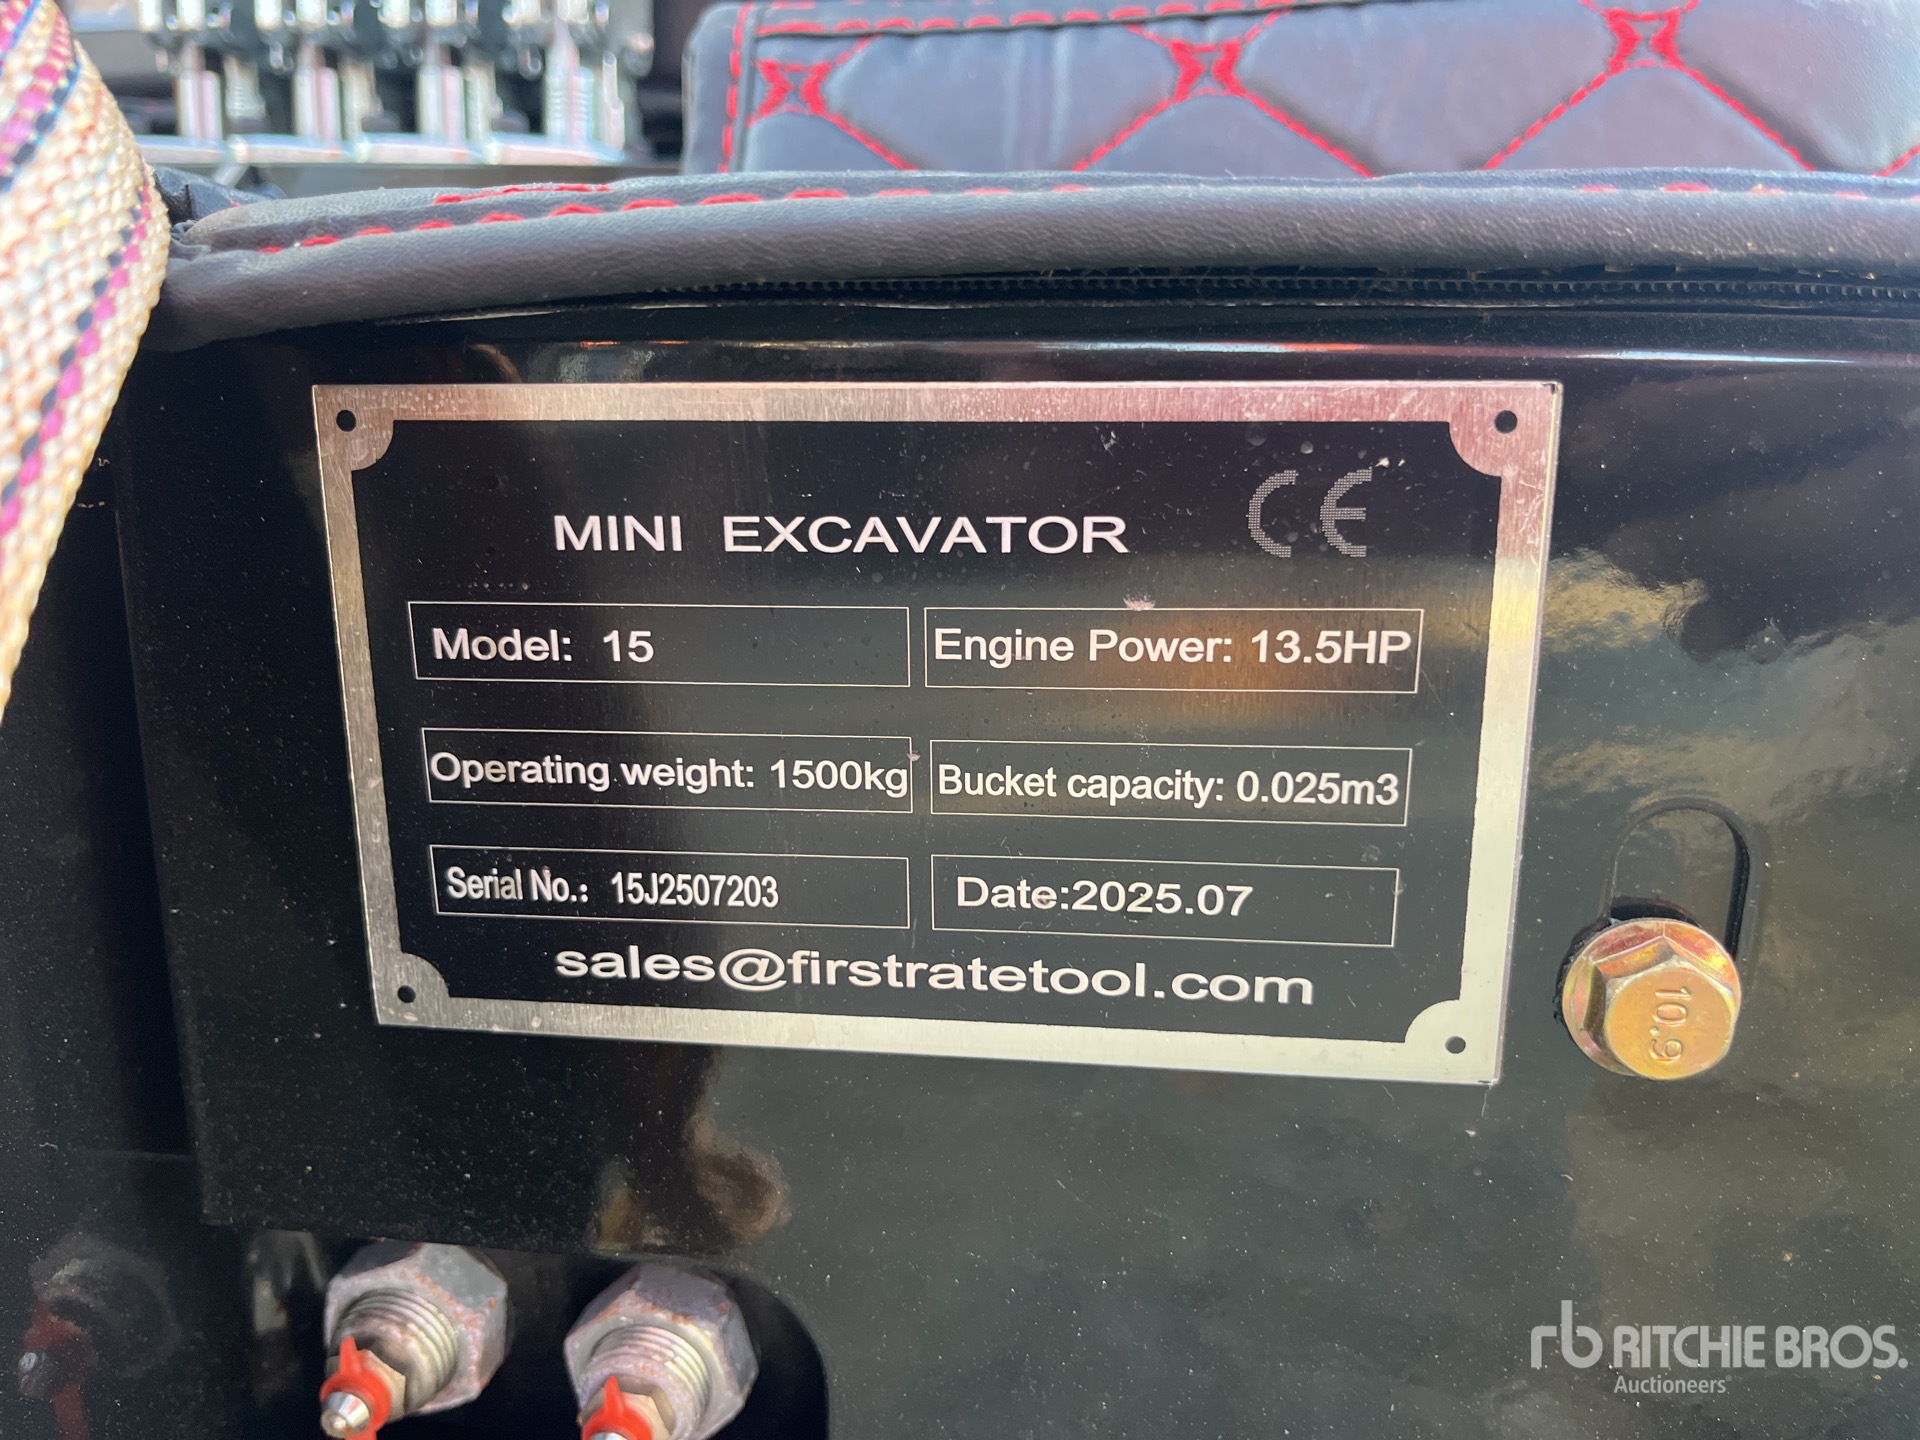 CE
MINI EXCAVATOR
Model: 15
Engine Power: 13.5HP
Operating weight: 1500kg
Bucket capacity: 0.025m3
Serial No.: 15J2507203
Date:2025.07
sales@firstratetool.com
10.9
rb RITCHIE BROS.
Auctioneers